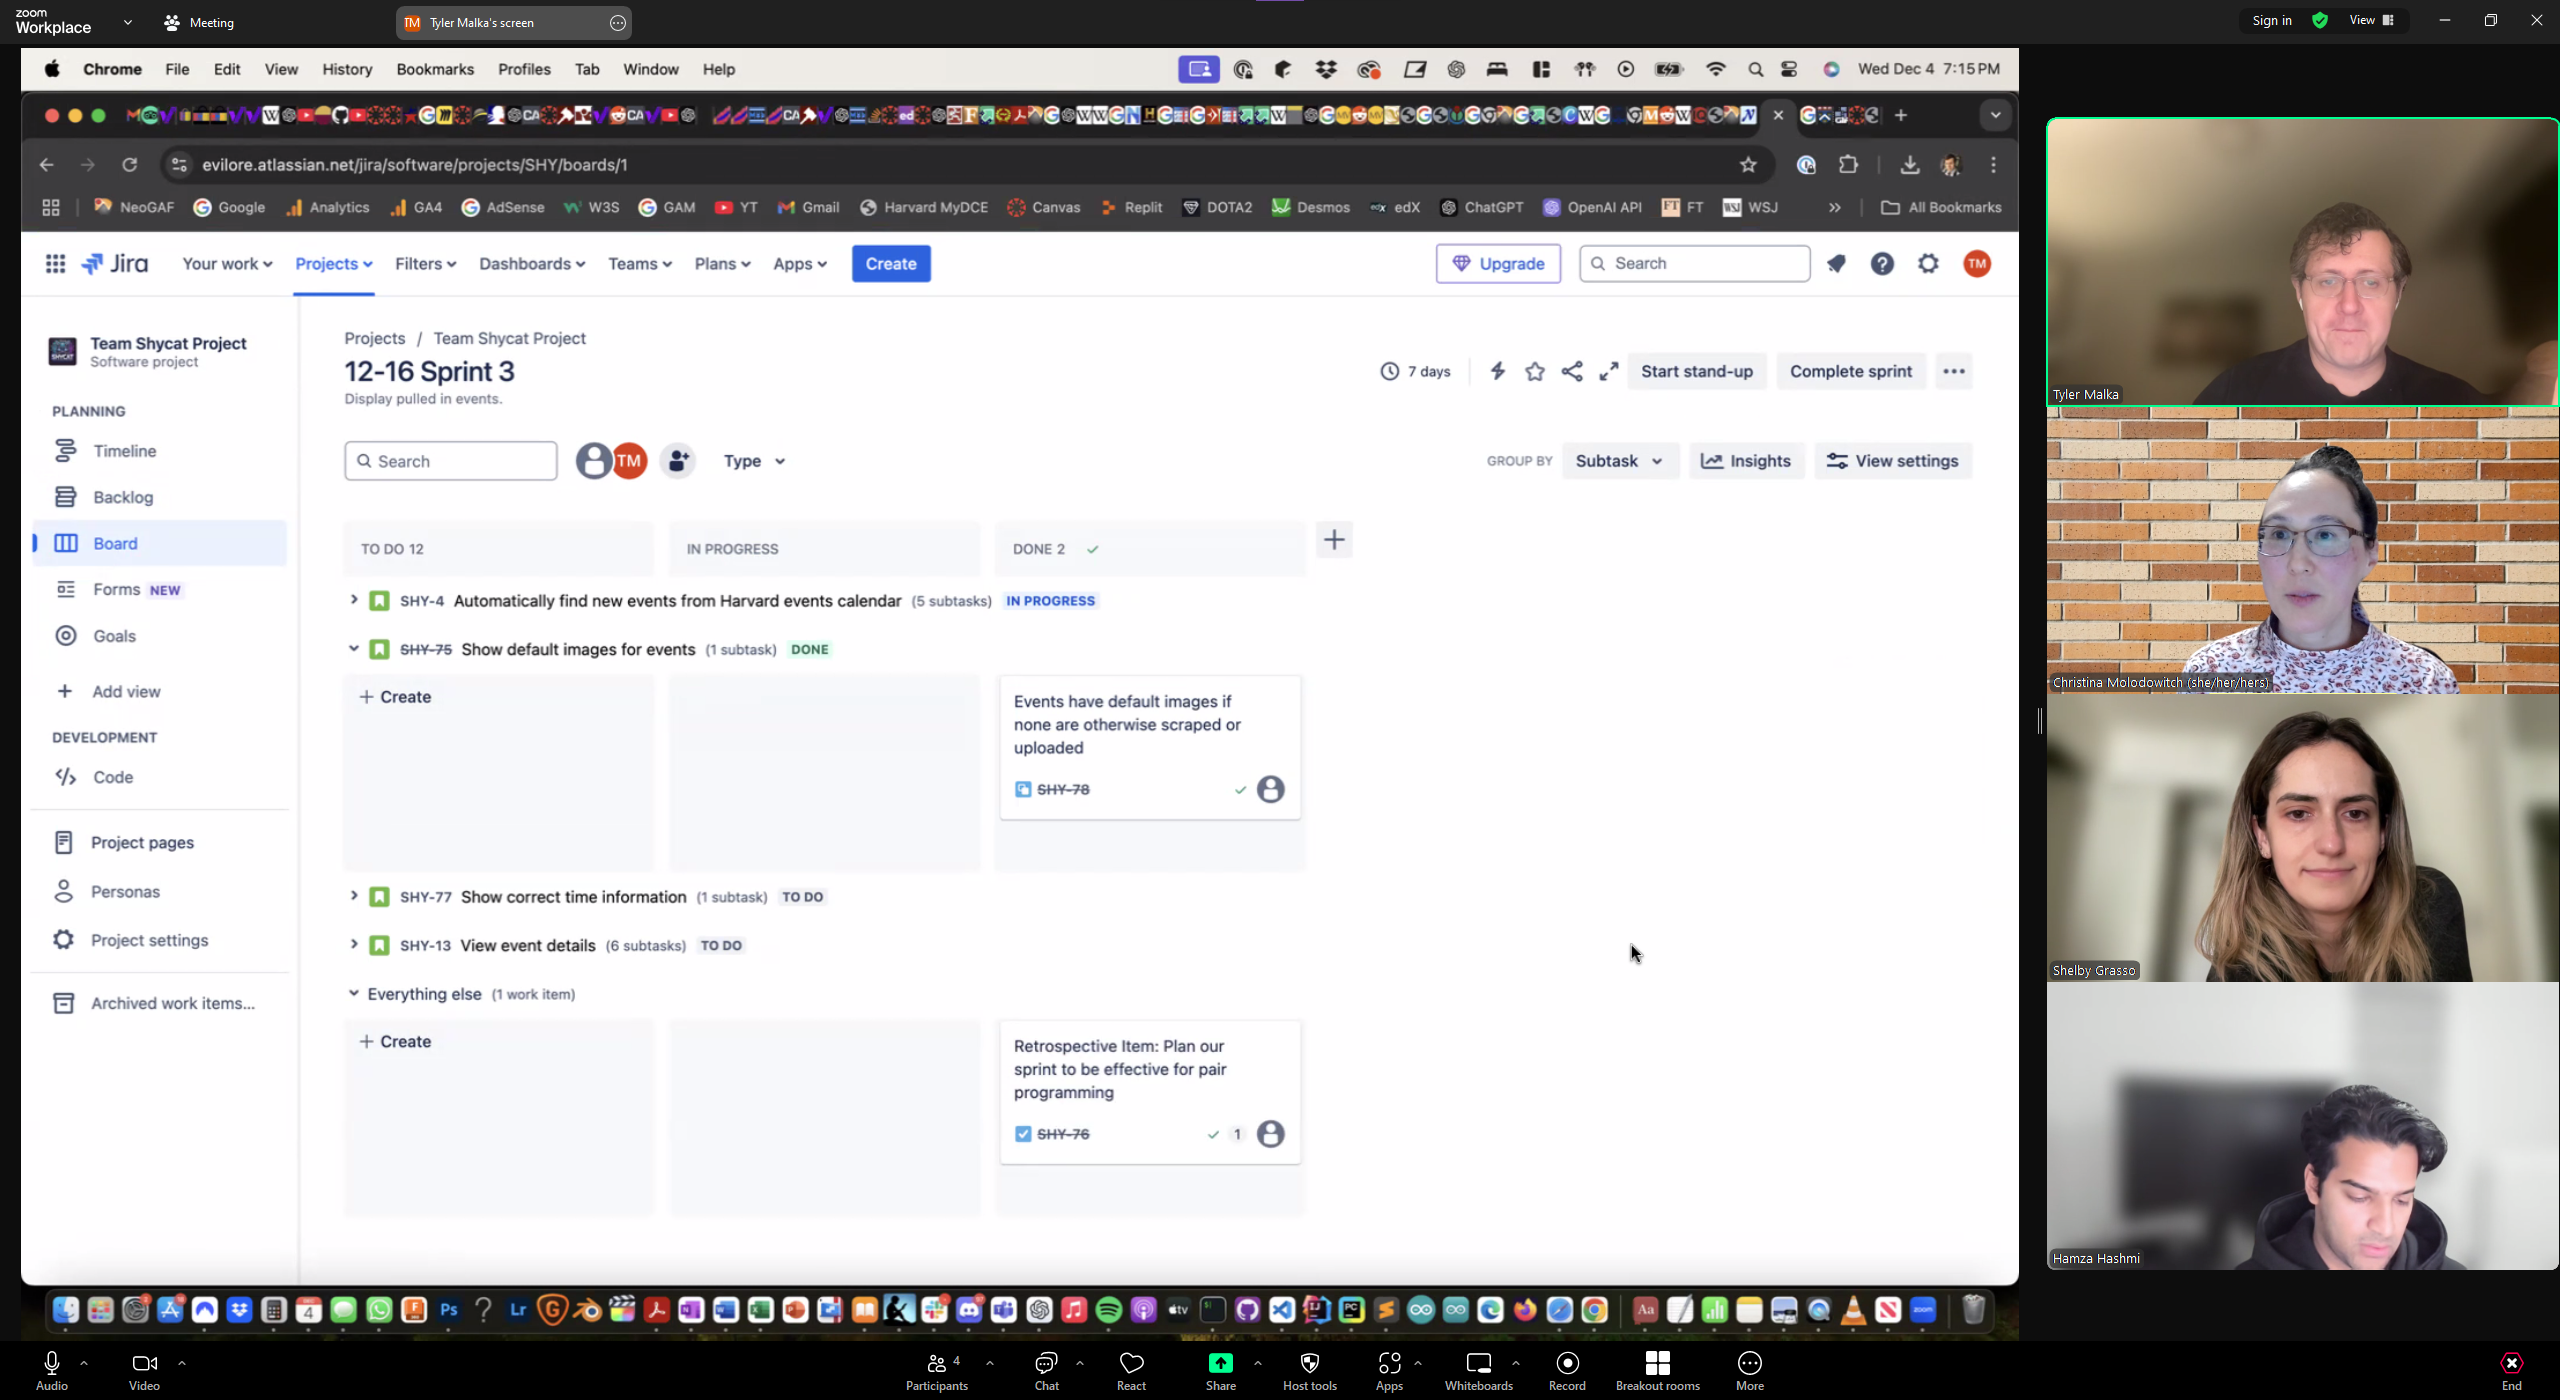 zoom
Workplace
Meeting
TM Tyler Malka's screen
Sign in
View
Chrome File Edit View History Bookmarks Profiles Tab Window Help
Wed Dec 4 7:15PM
evilore.atlassian.net/jira/software/projects/SHY/boards/1
NeoGAF Google Analytics GA4 AdSense W3S GAM YT Gmail Harvard MyDCE Canvas Replit DOTA2 Desmos edX ChatGPT OpenAI API FT WSJ » All Bookmarks
Jira Your work Projects Filters Dashboards Teams Plans Apps Create Upgrade Search TM
Team Shycat Project
Software project
PLANNING
Timeline
Backlog
Board
Forms NEW
Goals
Add view
DEVELOPMENT
Code
Project pages
Personas
Project settings
Archived work items...
Projects / Team Shycat Project
12-16 Sprint 3
Display pulled in events.
7 days Start stand-up Complete sprint
Search TM Type
GROUP BY Subtask Insights View settings
TO DO 12 IN PROGRESS DONE 2
SHY-4 Automatically find new events from Harvard events calendar (5 subtasks) IN PROGRESS
SHY-75 Show default images for events (1 subtask) DONE
+ Create
Events have default images if
none are otherwise scraped or
uploaded
SHY-78
SHY-77 Show correct time information (1 subtask) TO DO
SHY-13 View event details (6 subtasks) TO DO
Everything else (1 work item)
+ Create
Retrospective Item: Plan our
sprint to be effective for pair
programming
SHY-76 1
Tyler Malka
Christina Molodowitch (she/her/hers)
Shelby Grasso
Hamza Hashmi
Audio Video Participants 4 Chat React Share Host tools Apps Whiteboards Record Breakout rooms More End